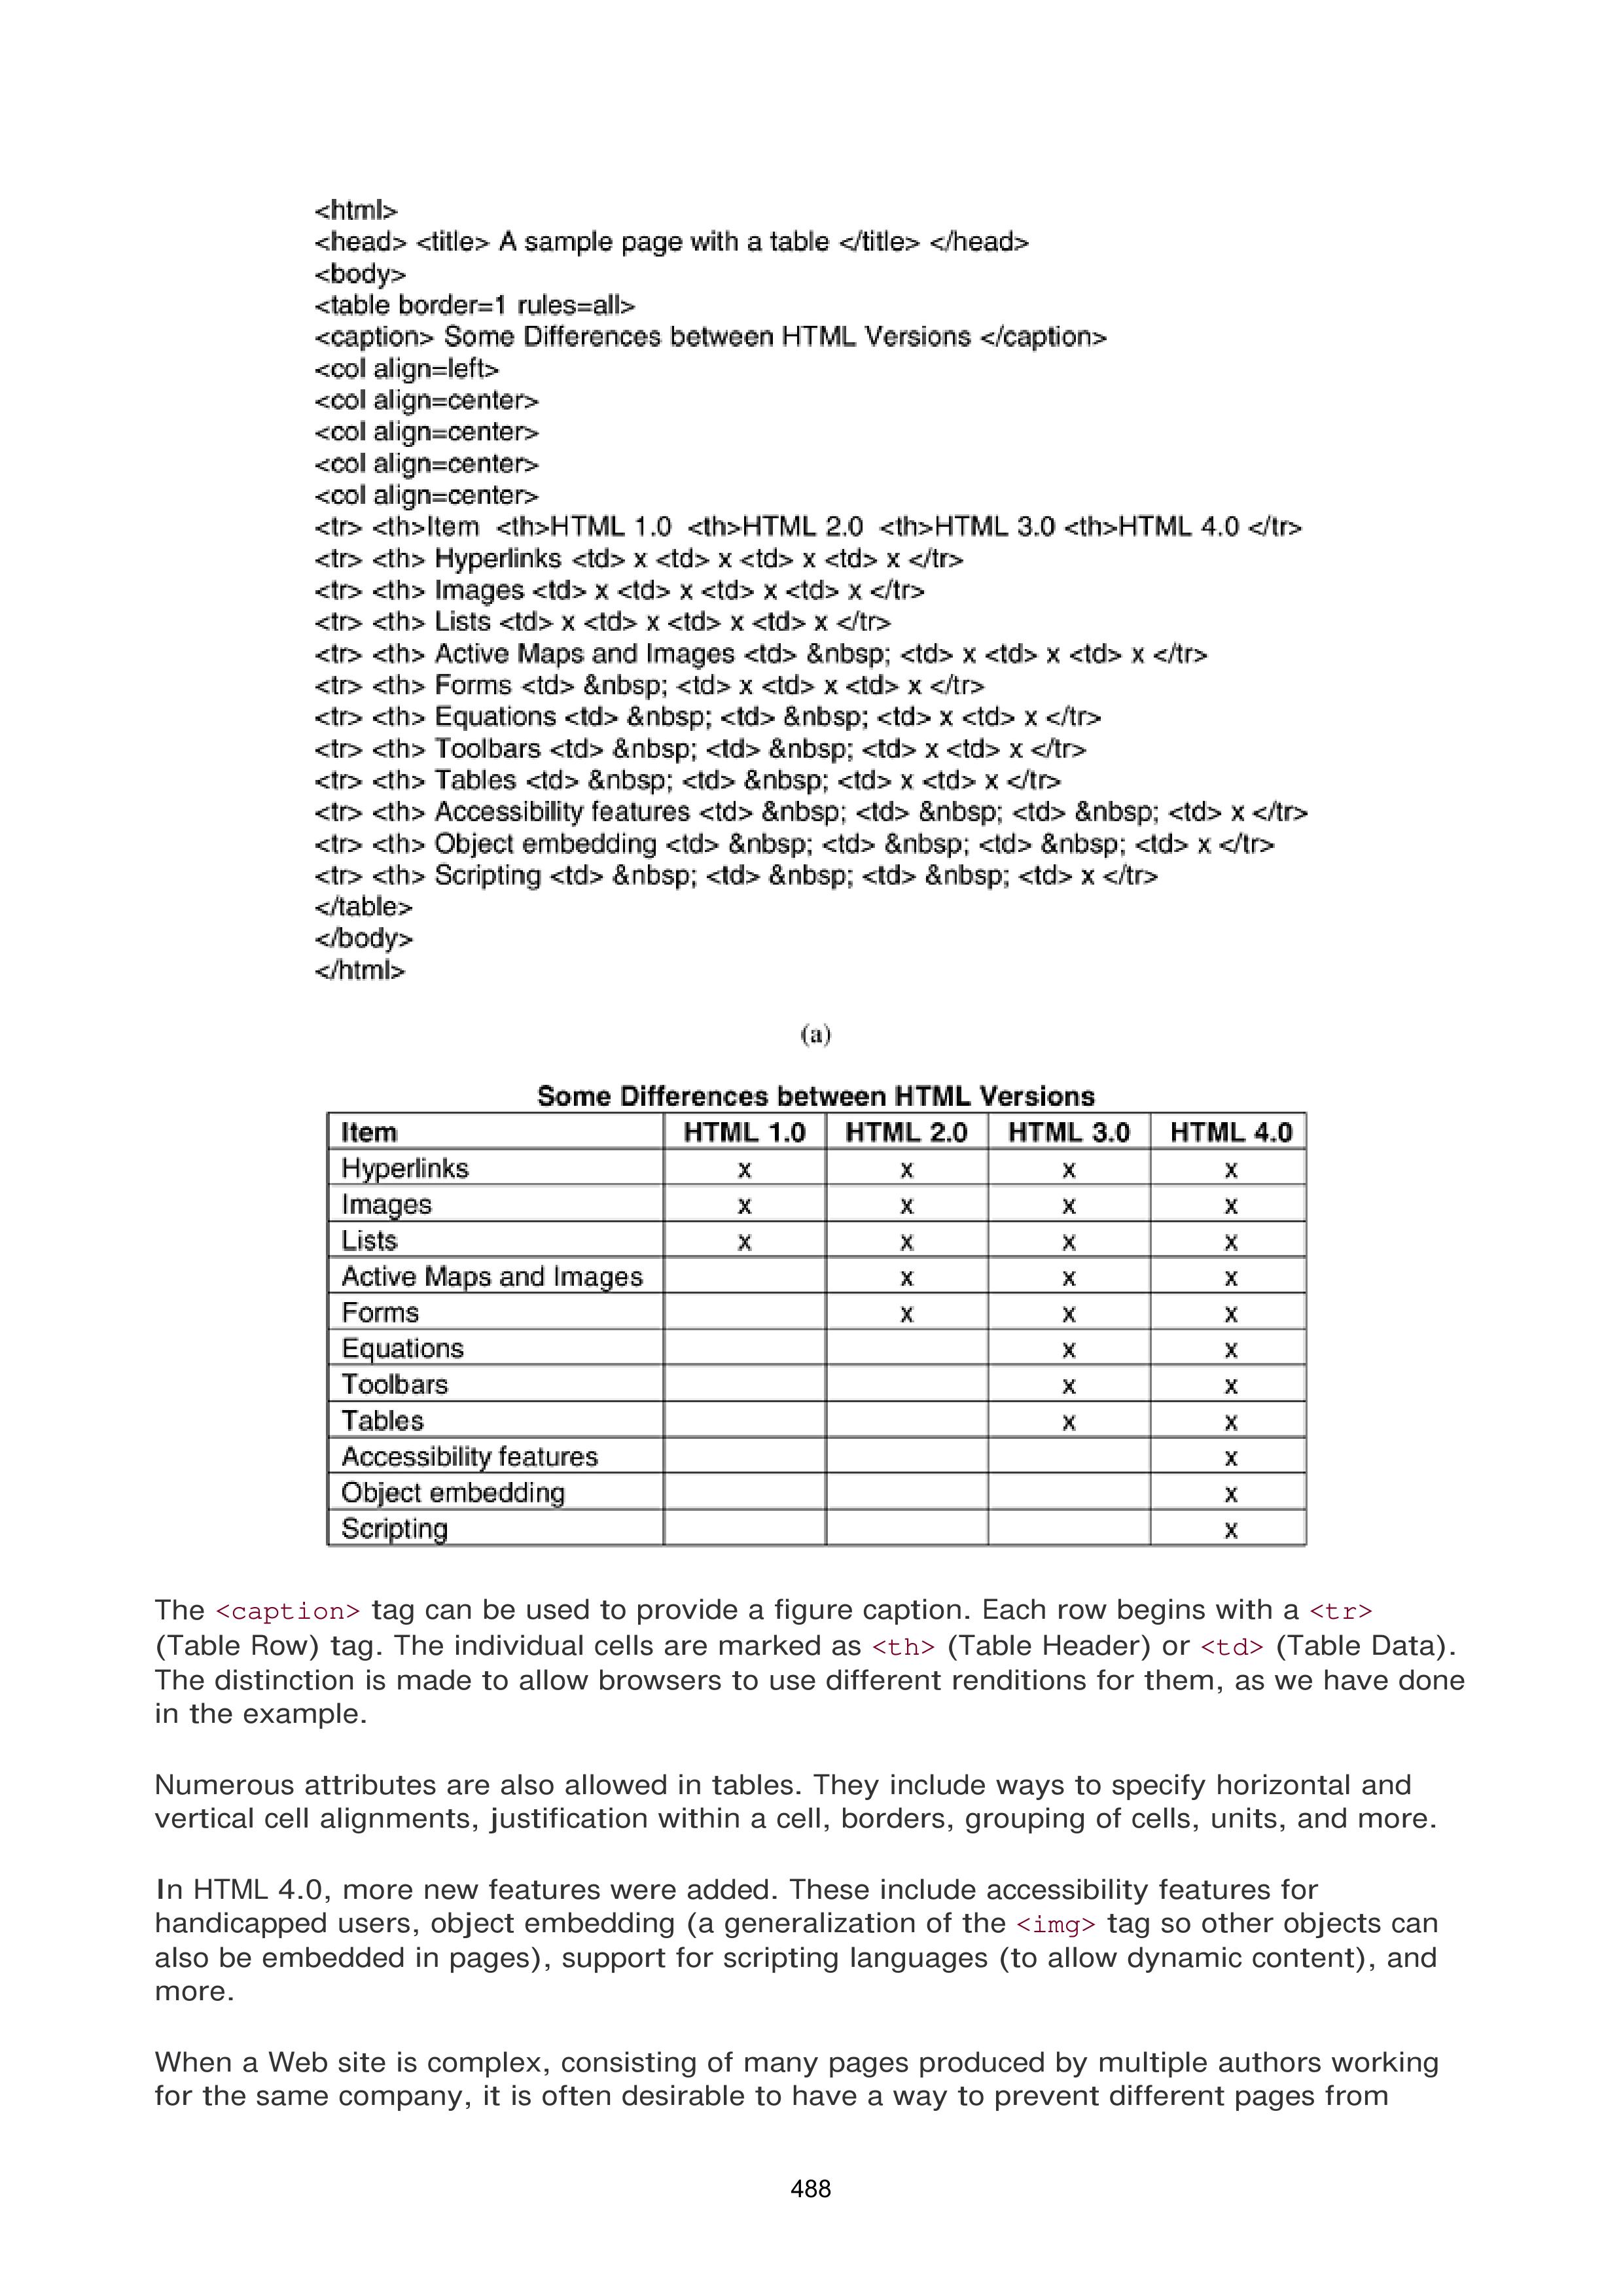 <html>
<head> <title> A sample page with a table </title> </head>
<body>
<table border=1 rules=all>
<caption> Some Differences between HTML Versions </caption>
<col align=left>
<col align=center>
<col align=center>
<col align=center>
<col align=center>
<tr> <th>Item <th>HTML 1.0 <th>HTML 2.0 <th>HTML 3.0 <th>HTML 4.0 </tr>
<tr> <th> Hyperlinks <td> x <td> x <td> x <td> x </tr>
<tr> <th> Images <td> x <td> x <td> x <td> x </tr>
<tr> <th> Lists <td> x <td> x <td> x <td> x </tr>
<tr> <th> Active Maps and Images <td> &nbsp; <td> x <td> x <td> x </tr>
<tr> <th> Forms <td> &nbsp; <td> x <td> x <td> x </tr>
<tr> <th> Equations <td> &nbsp; <td> &nbsp; <td> x <td> x </tr>
<tr> <th> Toolbars <td> &nbsp; <td> &nbsp; <td> x <td> x </tr>
<tr> <th> Tables <td> &nbsp; <td> &nbsp; <td> x <td> x </tr>
<tr> <th> Accessibility features <td> &nbsp; <td> &nbsp; <td> &nbsp; <td> x </tr>
<tr> <th> Object embedding <td> &nbsp; <td> &nbsp; <td> &nbsp; <td> x </tr>
<tr> <th> Scripting <td> &nbsp; <td> &nbsp; <td> &nbsp; <td> x </tr>
</table>
</body>
</html>
(a)
Some Differences between HTML Versions
Item HTML 1.0 HTML 2.0 HTML 3.0 HTML 4.0
Hyperlinks x x x x
Images x x x x
Lists x x x x
Active Maps and Images x x x
Forms x x x
Equations x x
Toolbars x x
Tables x x
Accessibility features x
Object embedding x
Scripting x
The <caption> tag can be used to provide a figure caption. Each row begins with a <tr>
(Table Row) tag. The individual cells are marked as <th> (Table Header) or <td> (Table Data).
The distinction is made to allow browsers to use different renditions for them, as we have done
in the example.
Numerous attributes are also allowed in tables. They include ways to specify horizontal and
vertical cell alignments, justification within a cell, borders, grouping of cells, units, and more.
In HTML 4.0, more new features were added. These include accessibility features for
handicapped users, object embedding (a generalization of the <img> tag so other objects can
also be embedded in pages), support for scripting languages (to allow dynamic content), and
more.
When a Web site is complex, consisting of many pages produced by multiple authors working
for the same company, it is often desirable to have a way to prevent different pages from
488